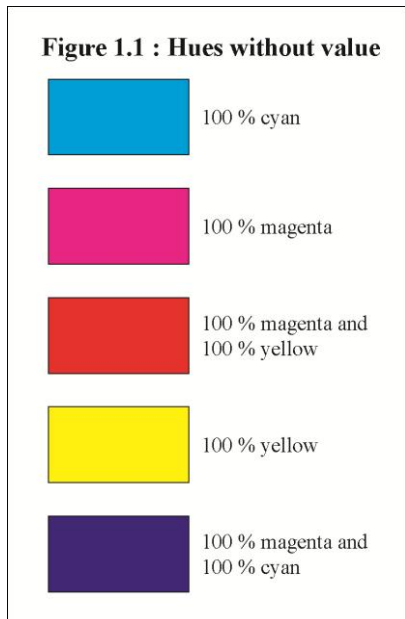 Figure 1.1 : Hues without value
100 % cyan
100 % magenta
100 % magenta and
100 % yellow
100 % yellow
100 % magenta and
100 % cyan